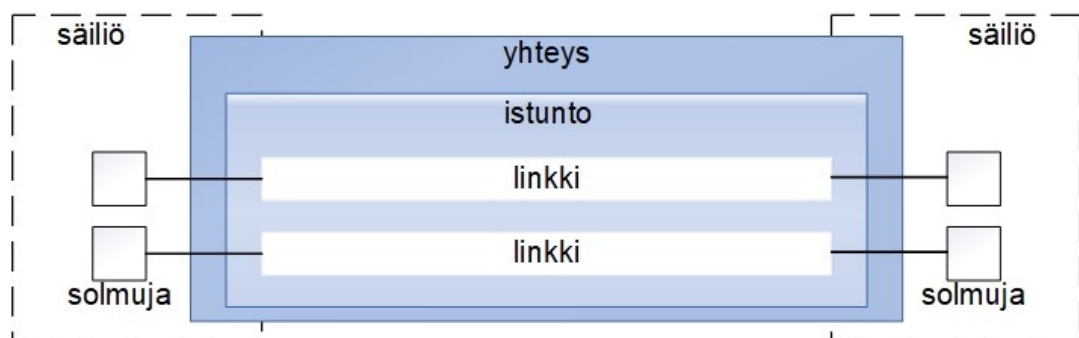 säiliö
säiliö
yhteys
istunto
linkki
linkki
solmuja
solmuja